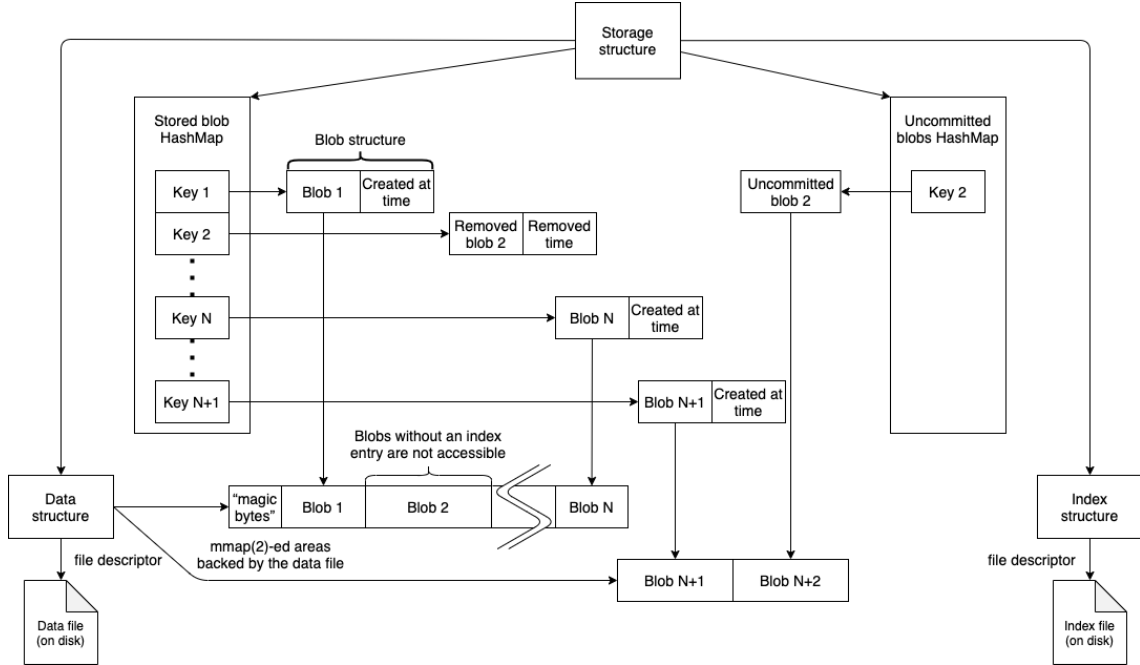 Storage
structure
Stored blob
HashMap
Uncommitted
blobs HashMap
Blob structure
Key 1
Blb 1
Created at
time
Uncommitted
blob 2
Key 2
Key 2
Removed
blob 2
Removed
time
Key N
Blob N
Created at
time
Key N+1
Blob N+1
Created at
time
Blobs without an index
entry are not accessible
Data
structure
"magic
bytes"
Blob 1
Blob 2
Blob N
Index
structure
mmap(2)-ed areas
backed by the data file
file descriptor
file descriptor
Blob N+1
Blob N+2
Data file
(on disk)
Index file
(on disk)